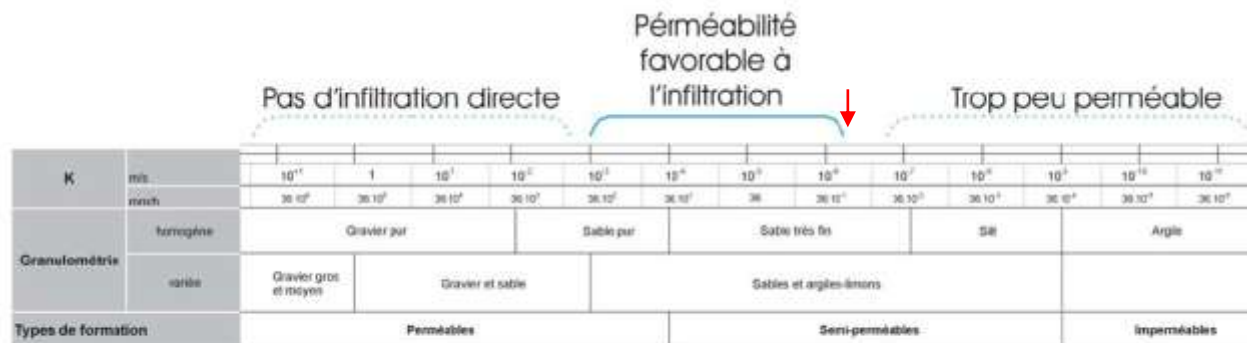 Pérméabilité
favorable à
l'infiltration
Pas d'infiltration directe
Trop peu perméable
K
m/s
10⁺¹ 1 10¹ 10⁻² 10⁻³ 10⁻⁴ 10⁻⁵ 10⁻⁶ 10⁻⁷ 10⁻⁸ 10⁻⁹ 10⁻¹⁰ 10⁻¹¹
mm/h
36
Granulométrie
homogène
Gravier pur
Sable pur
Sable très fin
Silt
Argile
variée
Gravier gros
et moyen
Gravier et sable
Sables et argiles-limons
Types de formation
Perméables
Semi-perméables
Imperméables